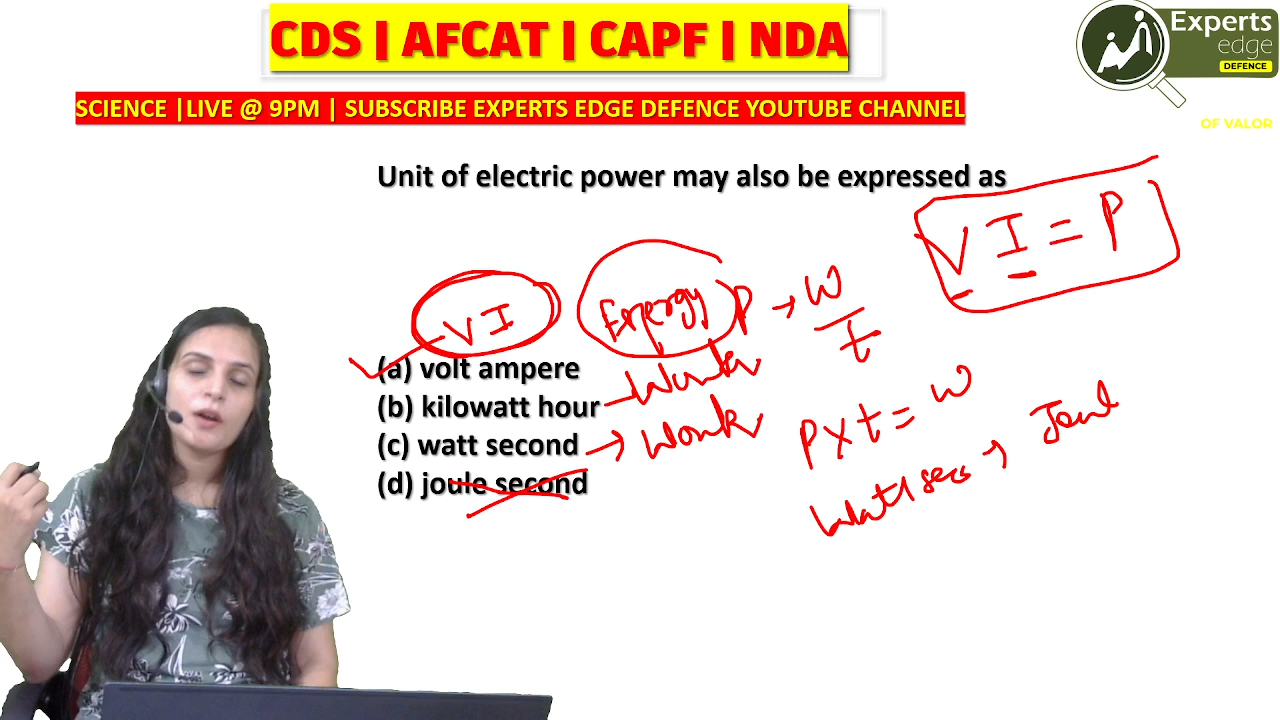 CDS | AFCAT | CAPF | NDA
Experts
edge
DEFENCE
SCIENCE |LIVE @ 9PM | SUBSCRIBE EXPERTS EDGE DEFENCE YOUTUBE CHANNEL
OF VALOR
Unit of electric power may also be expressed as
VI = P
VI
Energy
P → W
t
(a) volt ampere
(b) kilowatt hour
Work
(c) watt second → Work
(d) joule second
P x t = W
Watt/sec → Joul